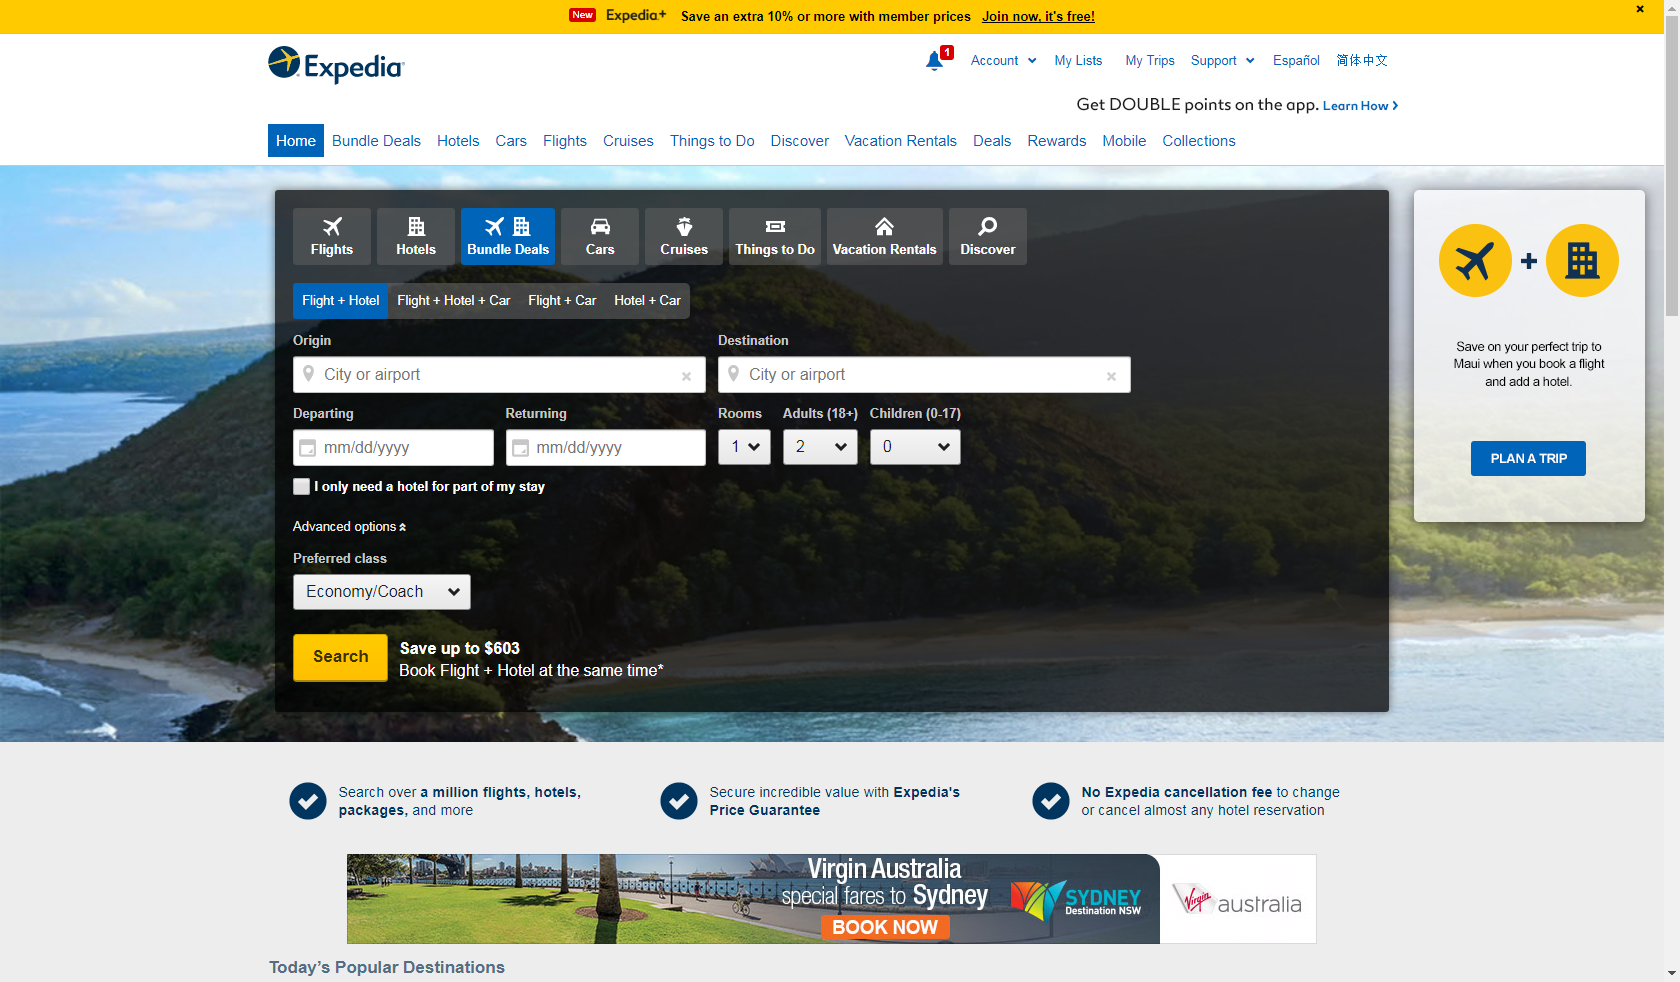 New Expedia+ Save an extra 10% or more with member prices Join now, it's free!
Expedia
1 Account My Lists My Trips Support Español 简体中文
Get DOUBLE points on the app. Learn How
Home Bundle Deals Hotels Cars Flights Cruises Things to Do Discover Vacation Rentals Deals Rewards Mobile Collections
Flights Hotels Bundle Deals Cars Cruises Things to Do Vacation Rentals Discover
Flight + Hotel Flight + Hotel + Car Flight + Car Hotel + Car
Origin Destination
City or airport City or airport
Departing Returning Rooms Adults (18+) Children (0-17)
mm/dd/yyyy mm/dd/yyyy 1 2 0
I only need a hotel for part of my stay
Advanced options
Preferred class
Economy/Coach
Search
Save up to $603
Book Flight + Hotel at the same time*
Save on your perfect trip to
Maui when you book a flight
and add a hotel.
PLAN A TRIP
Search over a million flights, hotels,
packages, and more
Secure incredible value with Expedia's
Price Guarantee
No Expedia cancellation fee to change
or cancel almost any hotel reservation
Virgin Australia
special fares to Sydney
BOOK NOW
SYDNEY
Destination NSW
Virgin australia
Today's Popular Destinations